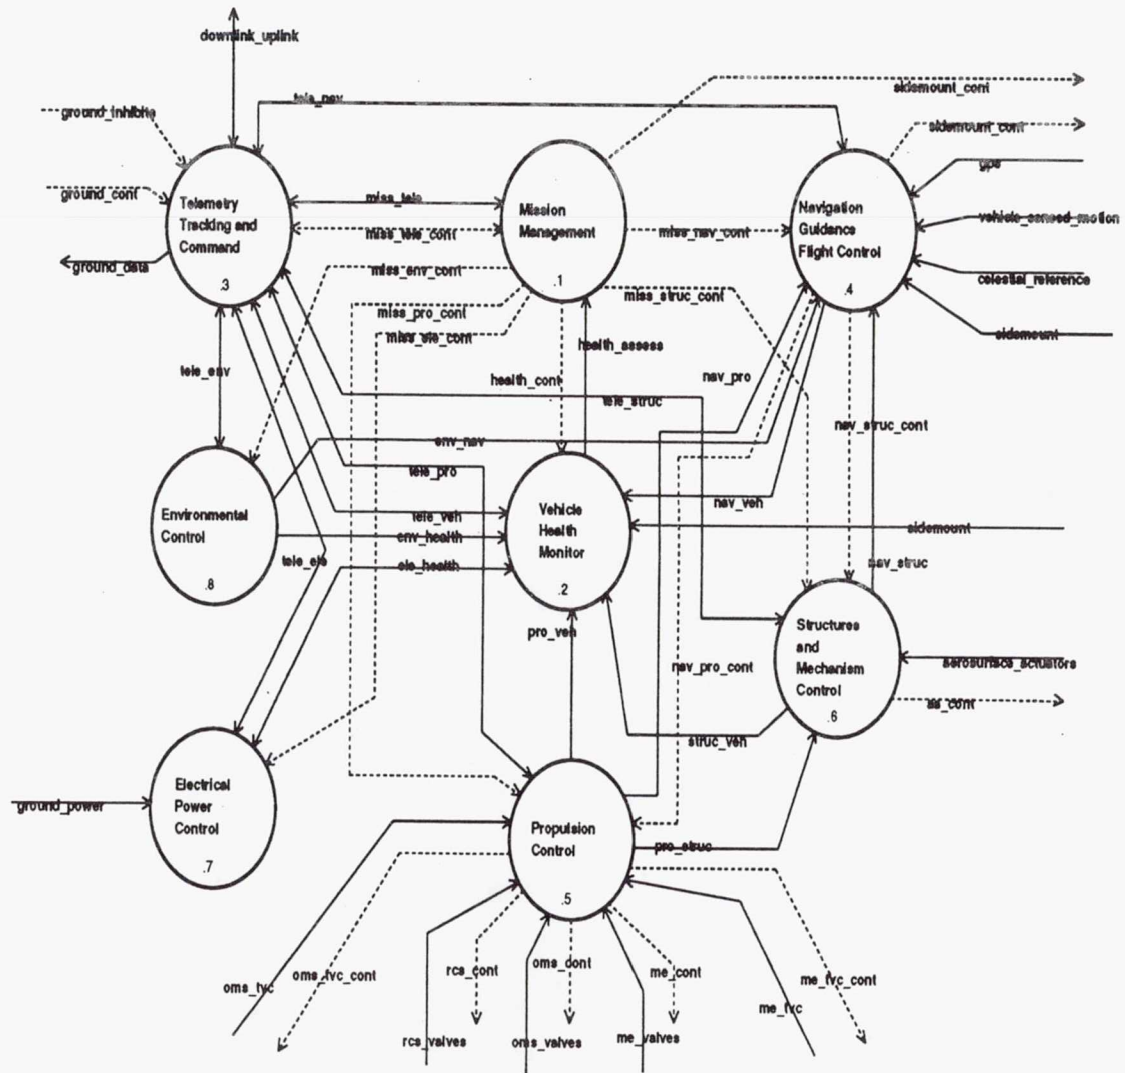 downlink_uplink
sidemount_cont
tele_nav
ground_inhibits
sidemount_cont
gps
Telemetry
Tracking and
Command
.3
ground_cont
miss_tele
Mission
Management
.1
Navigation
Guidance
Flight Control
.4
vehicle_sensed_motion
miss_tele_cont
miss_nav_cont
ground_data
miss_env_cont
celestial_reference
miss_struc_cont
miss_pro_cont
miss_ele_cont
sidemount
health_assess
tele_env
health_cont
nav_pro
tele_struc
nav_struc_cont
env_nav
tele_pro
Environmental
Control
.8
Vehicle
Health
Monitor
.2
nav_veh
tele_veh
sidemount
env_health
tele_ele
ele_health
nav_struc
pro_veh
Structures
and
Mechanism
Control
.6
nav_pro_cont
aerosurface_actuators
as_cont
struc_veh
Electrical
Power
Control
.7
ground_power
Propulsion
Control
.5
pro_struc
oms_tvc
oms_tvc_cont
rcs_cont
oms_cont
me_cont
me_tvc_cont
me_tvc
rcs_valves
oms_valves
me_valves